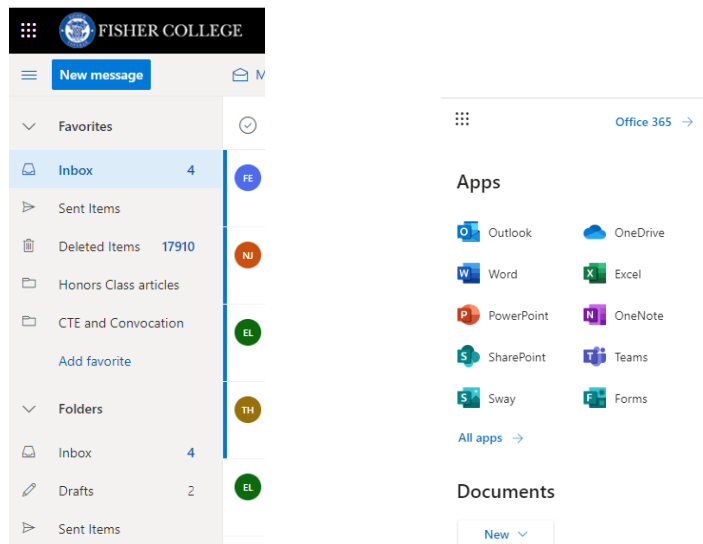 FISHER COLLEGE
New message
M
Favorites
Inbox 4
FE
Sent Items
Deleted Items 17910
NJ
Honors Class articles
CTE and Convocation
EL
Add favorite
Folders
TH
Inbox 4
Drafts 2
EL
Sent Items
Office 365 →
Apps
Outlook OneDrive
Word Excel
PowerPoint OneNote
SharePoint Teams
Sway Forms
All apps →
Documents
New